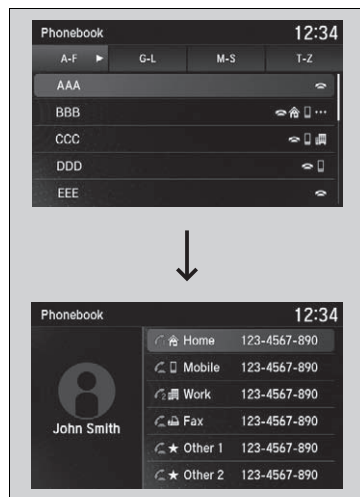 Phonebook 12:34
A-F G-L M-S T-Z
AAA
BBB
CCC
DDD
EEE
Phonebook 12:34
Home 123-4567-890
Mobile 123-4567-890
Work 123-4567-890
Fax 123-4567-890
John Smith
Other 1 123-4567-890
Other 2 123-4567-890